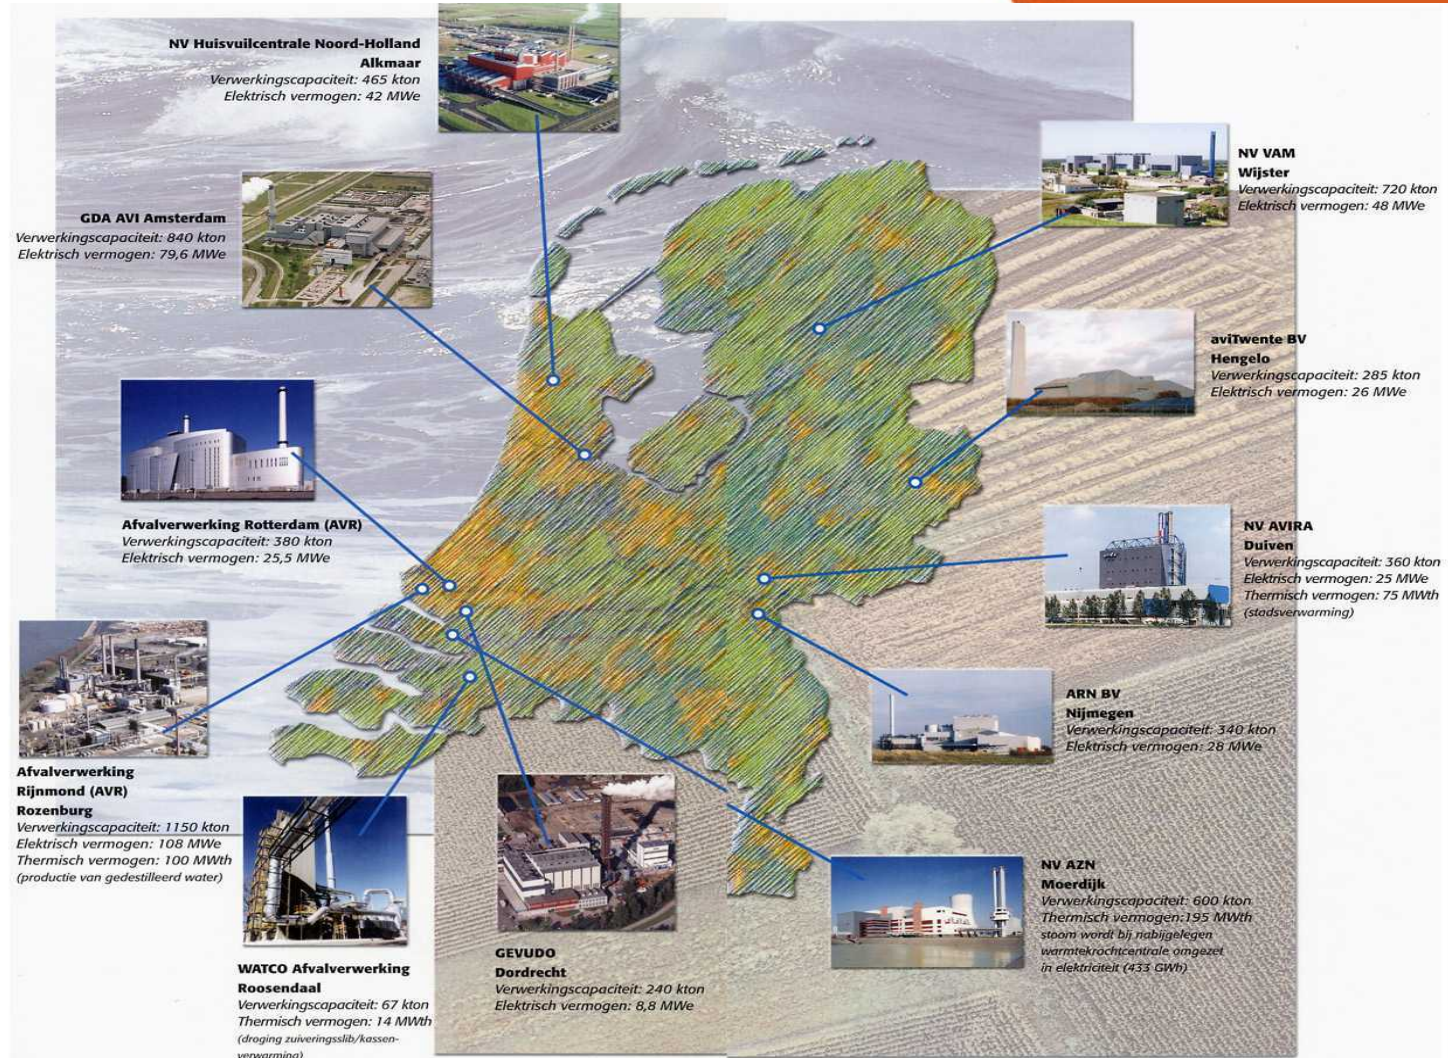 NV Huisvuilcentrale Noord-Holland
Alkmaar
Verwerkingscapaciteit: 465 kton
Elektrisch vermogen: 42 MWe
NV VAM
Wijster
Verwerkingscapaciteit: 720 kton
Elektrisch vermogen: 48 MWe
GDA AVI Amsterdam
Verwerkingscapaciteit: 840 kton
Elektrisch vermogen: 79,6 MWe
aviTwente BV
Hengelo
Verwerkingscapaciteit: 285 kton
Elektrisch vermogen: 26 MWe
Afvalverwerking Rotterdam (AVR)
Verwerkingscapaciteit: 380 kton
Elektrisch vermogen: 25,5 MWe
NV AVIRA
Duiven
Verwerkingscapaciteit: 360 kton
Elektrisch vermogen: 25 MWe
Thermisch vermogen: 75 MWth
(stadsverwarming)
ARN BV
Nijmegen
Verwerkingscapaciteit: 340 kton
Elektrisch vermogen: 28 MWe
Afvalverwerking
Rijnmond (AVR)
Rozenburg
Verwerkingscapaciteit: 1150 kton
Elektrisch vermogen: 108 MWe
Thermisch vermogen: 100 MWth
(productie van gedestilleerd water)
NV AZN
Moerdijk
Verwerkingscapaciteit: 600 kton
Thermisch vermogen:195 MWth
stoom wordt bij nabijgelegen
warmtekrochtcentrale omgezet
in elektriciteit (433 GWh)
GEVUDO
Dordrecht
Verwerkingscapaciteit: 240 kton
Elektrisch vermogen: 8,8 MWe
WATCO Afvalverwerking
Roosendaal
Verwerkingscapaciteit: 67 kton
Thermisch vermogen: 14 MWth
(droging zuiveringsslib/kassen-
verwarming)